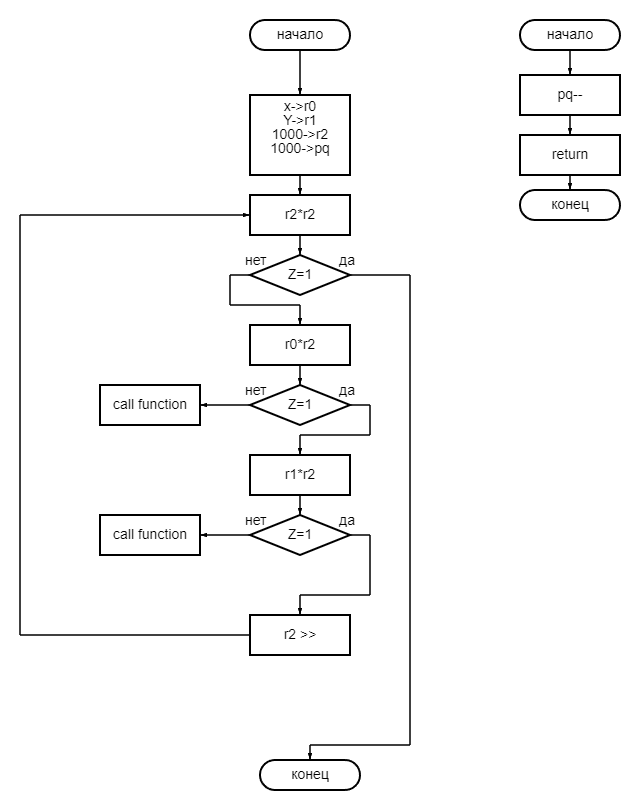 начало
x->r0
Y->r1
1000->r2
1000->pq
r2*r2
нет
да
Z=1
r0*r2
нет
да
Z=1
call function
r1*r2
нет
да
Z=1
call function
r2 >>
конец
начало
pq--
return
конец